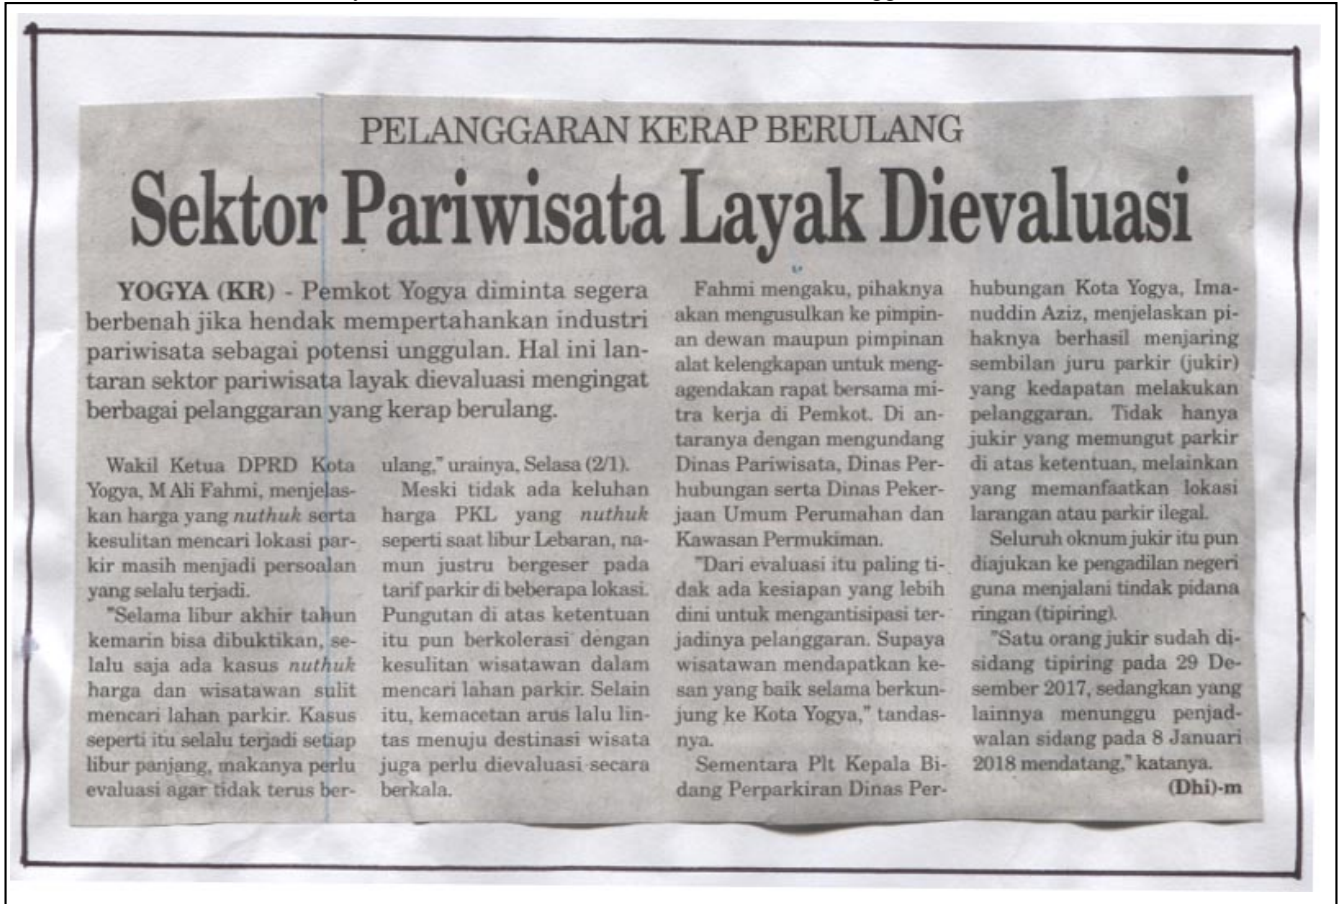 PELANGGARAN KERAP BERULANG
Sektor Pariwisata Layak Dievaluasi
YOGYA (KR) - Pemkot Yogya diminta segera
berbenah jika hendak mempertahankan industri
pariwisata sebagai potensi unggulan. Hal ini lan-
taran sektor pariwisata layak dievaluasi mengingat
berbagai pelanggaran yang kerap berulang.
Wakil Ketua DPRD Kota
Yogya, M Ali Fahmi, menjelas-
kan harga yang nuthuk serta
kesulitan mencari lokasi par-
kir masih menjadi persoalan
yang selalu terjadi.
"Selama libur akhir tahun
kemarin bisa dibuktikan, se-
lalu saja ada kasus nuthuk
harga dan wisatawan sulit
mencari lahan parkir. Kasus
seperti itu selalu terjadi setiap
libur panjang, makanya perlu
evaluasi agar tidak terus ber-
ulang," urainya, Selasa (2/1).
Meski tidak ada keluhan
harga PKL yang nuthuk
seperti saat libur Lebaran, na-
mun justru bergeser pada
tarif parkir di beberapa lokasi.
Pungutan di atas ketentuan
itu pun berkolerasi dengan
kesulitan wisatawan dalam
mencari lahan parkir. Selain
itu, kemacetan arus lalu lin-
tas menuju destinasi wisata
juga perlu dievaluasi secara
berkala.
Fahmi mengaku, pihaknya
akan mengusulkan ke pimpin-
an dewan maupun pimpinan
alat kelengkapan untuk meng-
agendakan rapat bersama mi-
tra kerja di Pemkot. Di an-
taranya dengan mengundang
Dinas Pariwisata, Dinas Per-
hubungan serta Dinas Peker-
jaan Umum Perumahan dan
Kawasan Permukiman.
"Dari evaluasi itu paling ti-
dak ada kesiapan yang lebih
dini untuk mengantisipasi ter-
jadinya pelanggaran. Supaya
wisatawan mendapatkan ke-
san yang baik selama berkun-
jung ke Kota Yogya," tandas-
nya.
Sementara Plt Kepala Bi-
dang Perparkiran Dinas Per-
hubungan Kota Yogya, Ima-
nuddin Aziz, menjelaskan pi-
haknya berhasil menjaring
sembilan juru parkir (jukir)
yang kedapatan melakukan
pelanggaran. Tidak hanya
jukir yang memungut parkir
di atas ketentuan, melainkan
yang memanfaatkan lokasi
larangan atau parkir ilegal.
Seluruh oknum jukir itu pun
diajukan ke pengadilan negeri
guna menjalani tindak pidana
ringan (tipiring).
"Satu orang jukir sudah di-
sidang tipiring pada 29 De-
sember 2017, sedangkan yang
lainnya menunggu penjad-
walan sidang pada 8 Januari
2018 mendatang," katanya.
(Dhi)-m